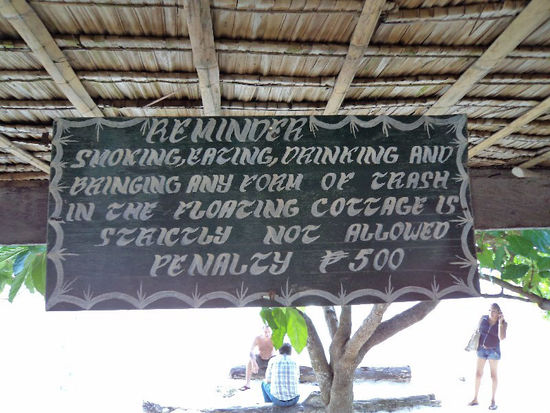 REMINDER
SMOKING, EATING, DRINKING AND
BRINGING ANY FORM OF TRASH
IN THE FLOATING COTTAGE IS
STRICTLY NOT ALLOWED
PENALTY ₱500